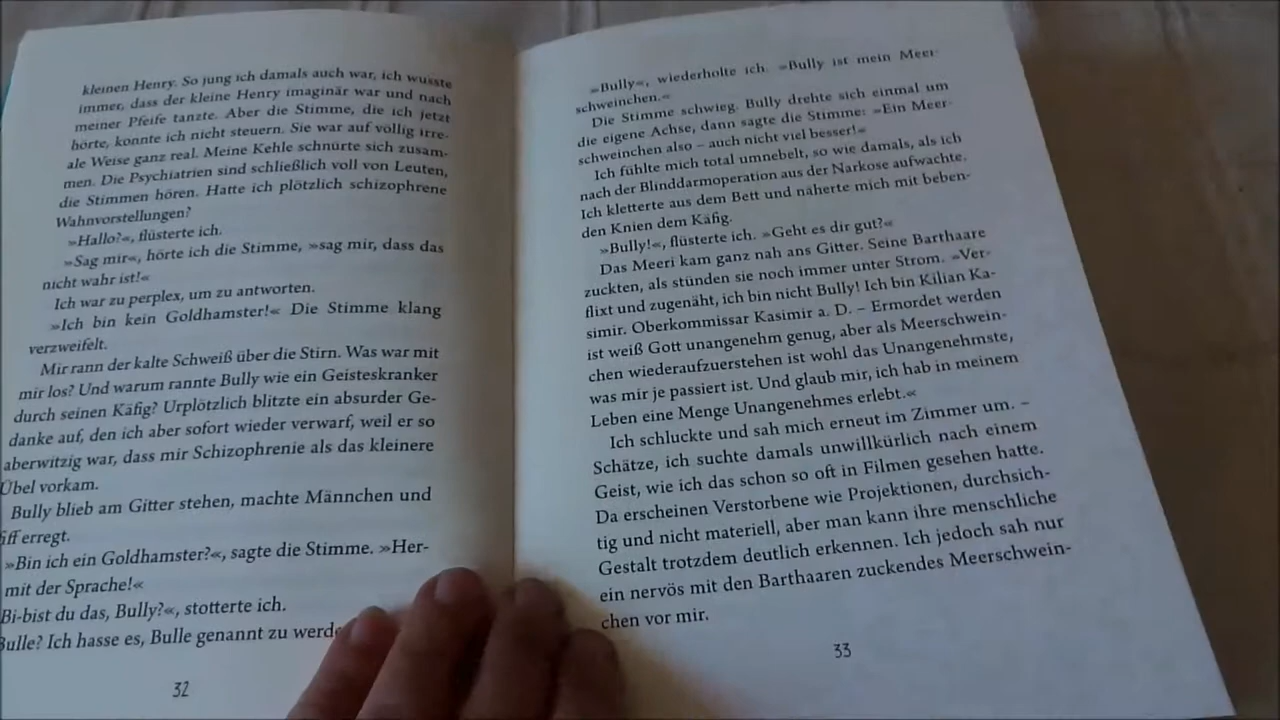 kleinen Henry. So jung ich damals auch war, ich wusste
immer, dass der kleine Henry imaginär war und nach
meiner Pfeife tanzte. Aber die Stimme, die ich jetzt
hörte, konnte ich nicht steuern. Sie war auf völlig irre-
ale Weise ganz real. Meine Kehle schnürte sich zusam-
men. Die Psychiatrien sind schließlich voll von Leuten,
die Stimmen hören. Hatte ich plötzlich schizophrene
Wahnvorstellungen?
»Hallo?«, flüsterte ich.
»Sag mir«, hörte ich die Stimme, »sag mir, dass das
nicht wahr ist!«
Ich war zu perplex, um zu antworten.
»Ich bin kein Goldhamster!« Die Stimme klang
verzweifelt.
Mir rann der kalte Schweiß über die Stirn. Was war mit
mir los? Und warum rannte Bully wie ein Geisteskranker
durch seinen Käfig? Urplötzlich blitzte ein absurder Ge-
danke auf, den ich aber sofort wieder verwarf, weil er so
aberwitzig war, dass mir Schizophrenie als das kleinere
Übel vorkam.
Bully blieb am Gitter stehen, machte Männchen und
iff erregt.
»Bin ich ein Goldhamster?«, sagte die Stimme. »Her-
mit der Sprache!«
Bi-bist du das, Bully?«, stotterte ich.
Bulle? Ich hasse es, Bulle genannt zu werde
32
»Bully«, wiederholte ich. »Bully ist mein Meer-
schweinchen.«
Die Stimme schwieg. Bully drehte sich einmal um
die eigene Achse, dann sagte die Stimme: »Ein Meer-
schweinchen also – auch nicht viel besser!«
Ich fühlte mich total umnebelt, so wie damals, als ich
nach der Blinddarmoperation aus der Narkose aufwachte.
Ich kletterte aus dem Bett und näherte mich mit beben-
den Knien dem Käfig.
»Bully!«, flüsterte ich. »Geht es dir gut?«
Das Meeri kam ganz nah ans Gitter. Seine Barthaare
zuckten, als stünden sie noch immer unter Strom. »Ver-
flixt und zugenäht, ich bin nicht Bully! Ich bin Kilian Ka-
simir. Oberkommissar Kasimir a. D. – Ermordet werden
ist weiß Gott unangenehm genug, aber als Meerschwein-
chen wiederaufzuerstehen ist wohl das Unangenehmste,
was mir je passiert ist. Und glaub mir, ich hab in meinem
Leben eine Menge Unangenehmes erlebt.«
Ich schluckte und sah mich erneut im Zimmer um. –
Schätze, ich suchte damals unwillkürlich nach einem
Geist, wie ich das schon so oft in Filmen gesehen hatte.
Da erscheinen Verstorbene wie Projektionen, durchsich-
tig und nicht materiell, aber man kann ihre menschliche
Gestalt trotzdem deutlich erkennen. Ich jedoch sah nur
ein nervös mit den Barthaaren zuckendes Meerschwein-
chen vor mir.
33